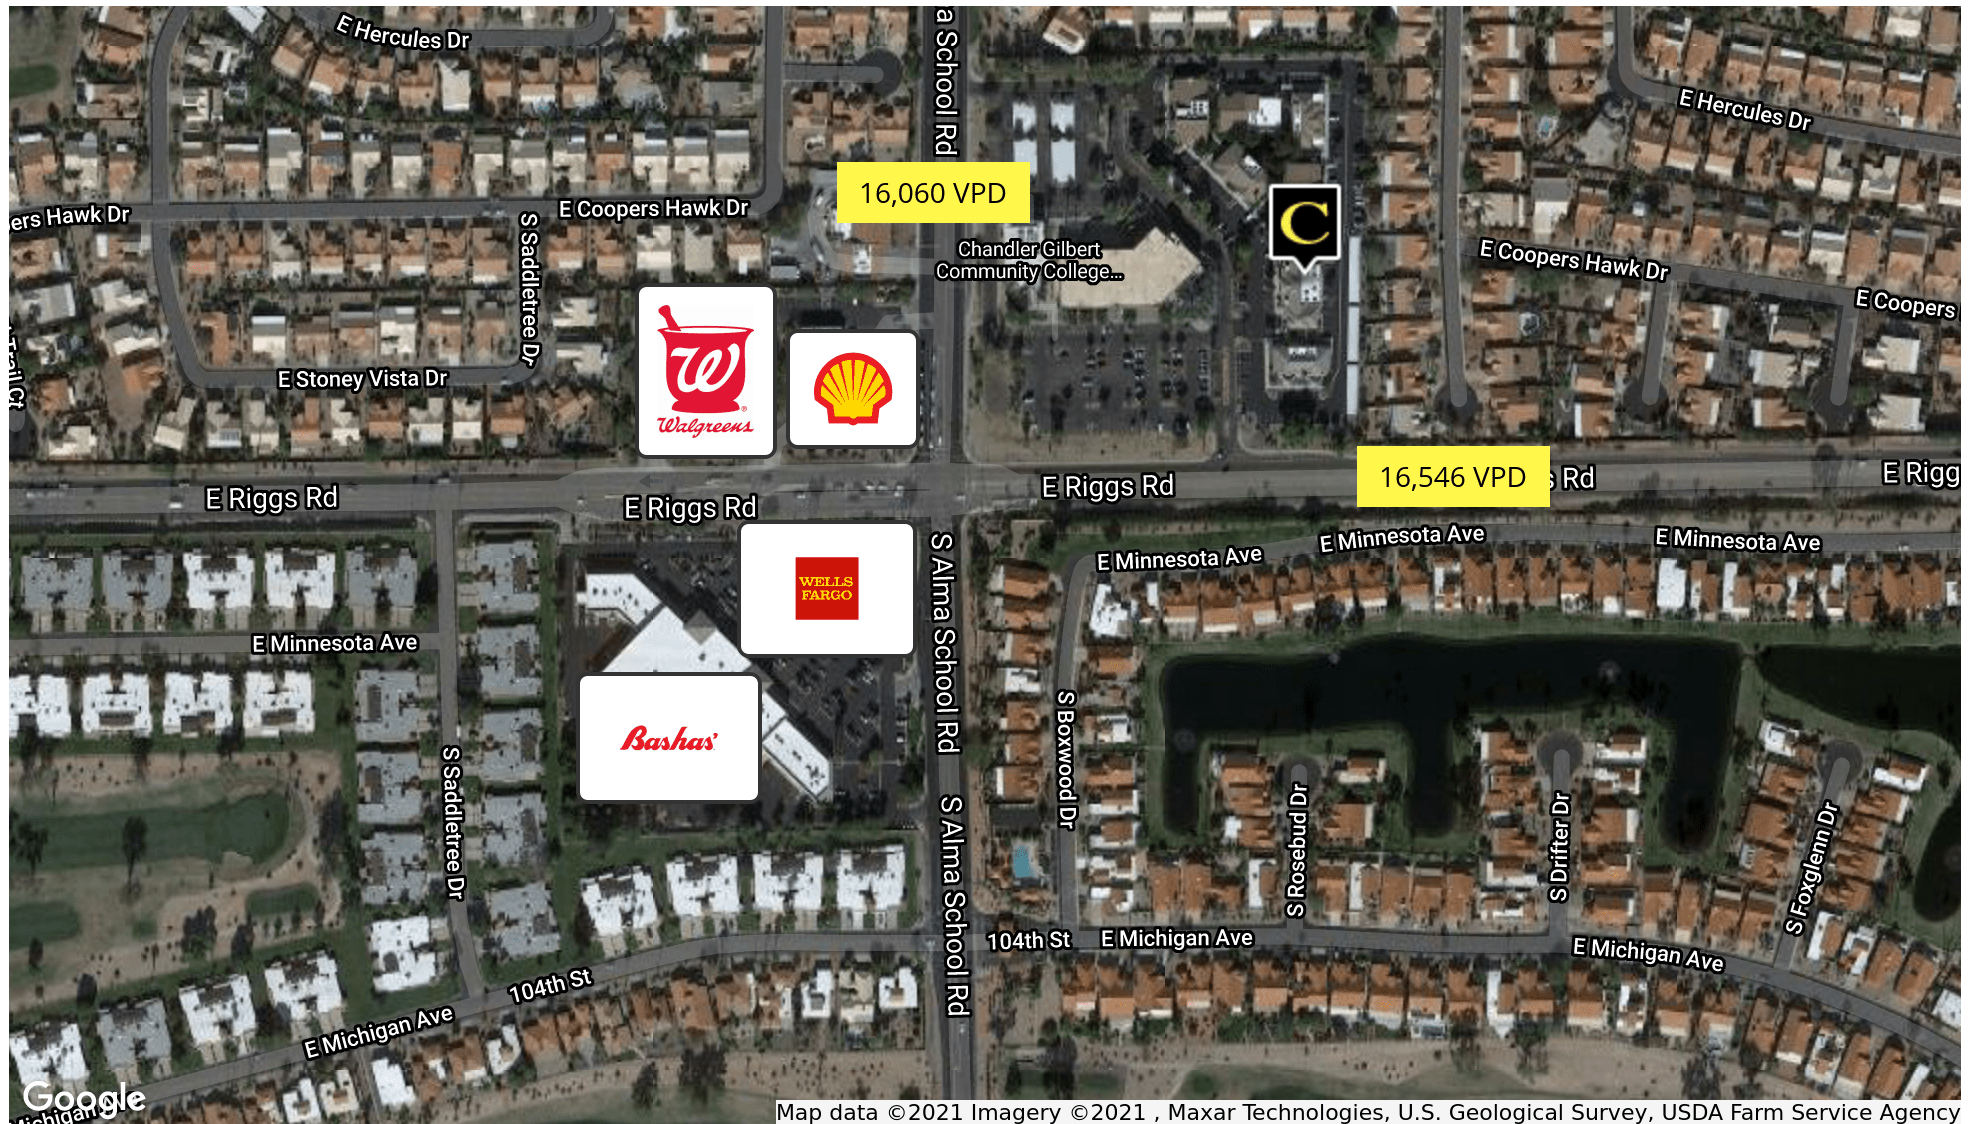 E Hercules Dr
a School Rd
E Hercules Dr
16,060 VPD
ers Hawk Dr
E Coopers Hawk Dr
S Saddletree Dr
C
Chandler Gilbert
Community College...
E Coopers Hawk Dr
E Coopers
Trail Ct
W
Walgreens
E Stoney Vista Dr
E Riggs Rd
E Riggs Rd
E Riggs Rd
16,546 VPD
s Rd
E Rigg
E Minnesota Ave
E Minnesota Ave
E Minnesota Ave
S Alma School Rd
WELLS
FARGO
E Minnesota Ave
Bashas'
S Boxwood Dr
S Saddletree Dr
S Alma School Rd
S Rosebud Dr
S Drifter Dr
S Foxglenn Dr
104th St
E Michigan Ave
E Michigan Ave
104th St
E Michigan Ave
Google
Michigan Ave
Map data ©2021 Imagery ©2021 , Maxar Technologies, U.S. Geological Survey, USDA Farm Service Agency